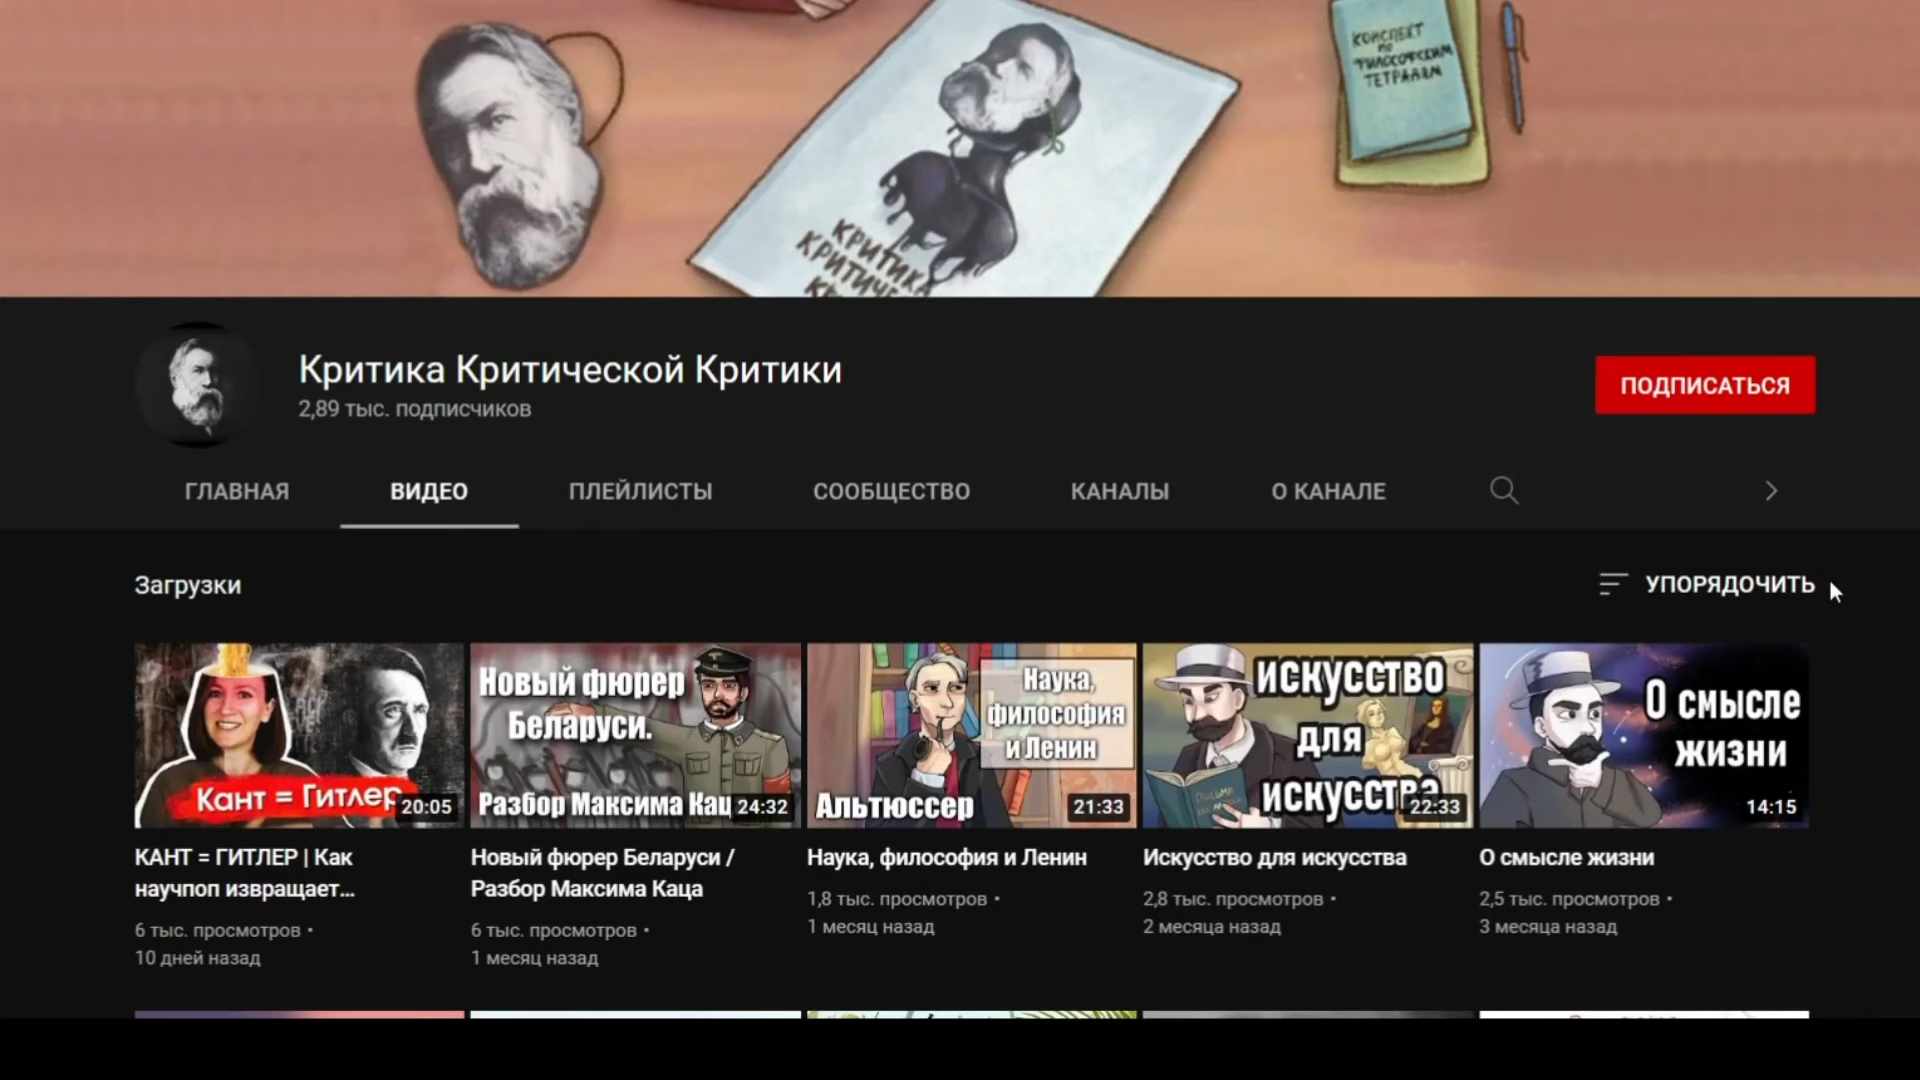 КОНСПЕКТ
ПО
ФИЛОСОФСКИМ
ТЕТРАДЯМ
КРИТИКА
Критика Критической Критики
2,89 тыс. подписчиков
ПОДПИСАТЬСЯ
ГЛАВНАЯ ВИДЕО ПЛЕЙЛИСТЫ СООБЩЕСТВО КАНАЛЫ О КАНАЛЕ
Загрузки
УПОРЯДОЧИТЬ
Кант = Гитлер
20:05
Новый фюрер
Беларуси.
Разбор Максима
24:32
Наука,
философия
и Ленин
Альтюссер
21:33
искусство
для
искусства
22:33
О смысле
жизни
14:15
КАНТ = ГИТЛЕР | Как
научпоп извращает...
6 тыс. просмотров •
10 дней назад
Новый фюрер Беларуси /
Разбор Максима Каца
6 тыс. просмотров •
1 месяц назад
Наука, философия и Ленин
1,8 тыс. просмотров •
1 месяц назад
Искусство для искусства
2,8 тыс. просмотров •
2 месяца назад
О смысле жизни
2,5 тыс. просмотров •
3 месяца назад